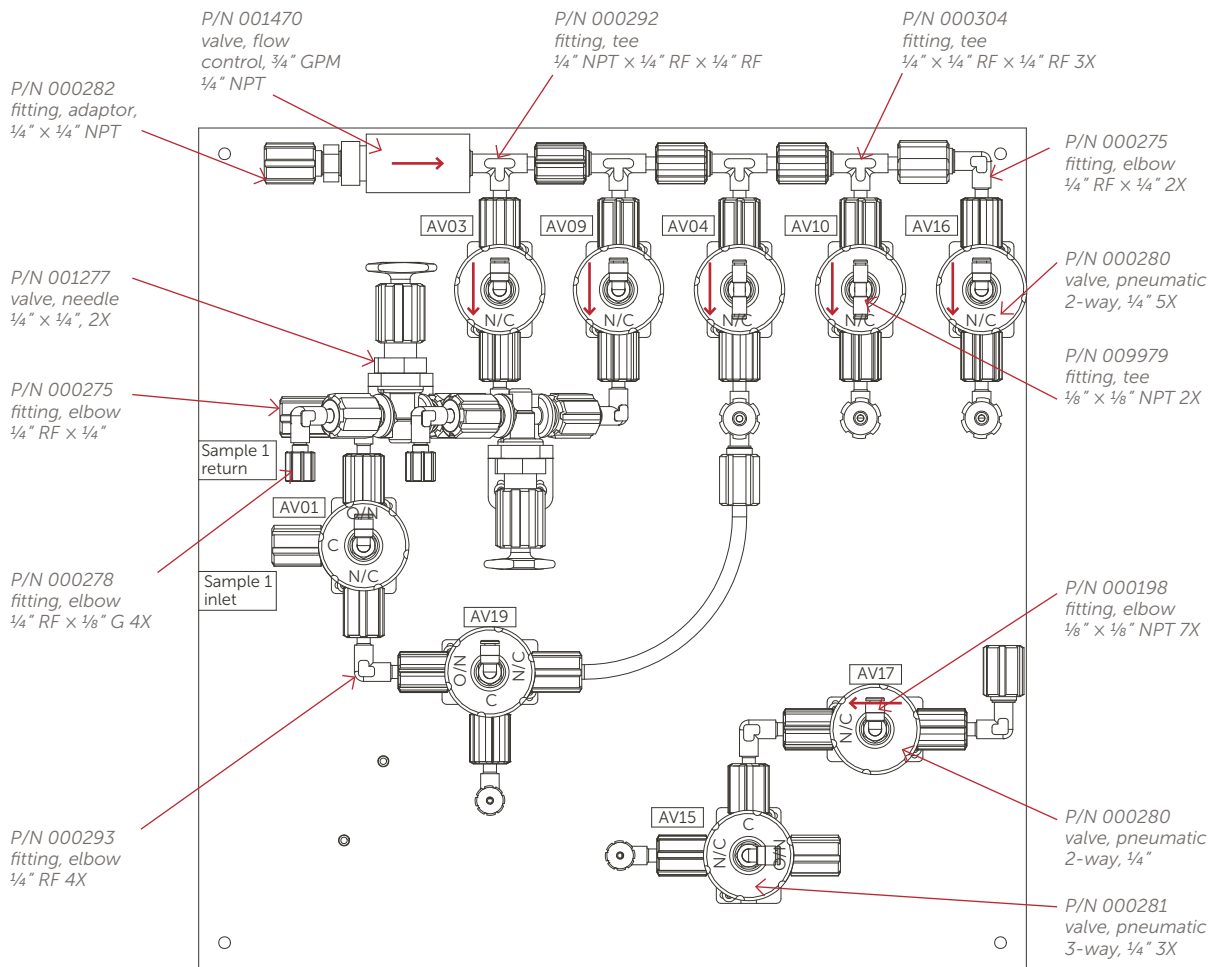 P/N 001470
valve, flow
control, ¾” GPM
¼” NPT
P/N 000292
fitting, tee
¼” NPT × ¼” RF × ¼” RF
P/N 000304
fitting, tee
¼” × ¼” RF × ¼” RF 3X
P/N 000282
fitting, adaptor,
¼” × ¼” NPT
P/N 000275
fitting, elbow
¼” RF × ¼” 2X
AV03
AV09
AV04
AV10
AV16
P/N 001277
valve, needle
¼” × ¼”, 2X
P/N 000280
valve, pneumatic
2-way, ¼” 5X
N/C
N/C
N/C
N/C
N/C
P/N 009979
fitting, tee
⅛” × ⅛” NPT 2X
P/N 000275
fitting, elbow
¼” RF × ¼”
Sample 1
return
AV01
O/N
C
N/C
P/N 000278
fitting, elbow
¼” RF × ⅛” G 4X
Sample 1
inlet
P/N 000198
fitting, elbow
⅛” × ⅛” NPT 7X
AV19
O/N
N/C
C
AV17
N/C
P/N 000293
fitting, elbow
¼” RF 4X
AV15
C
N/C
O/N
P/N 000280
valve, pneumatic
2-way, ¼”
P/N 000281
valve, pneumatic
3-way, ¼” 3X